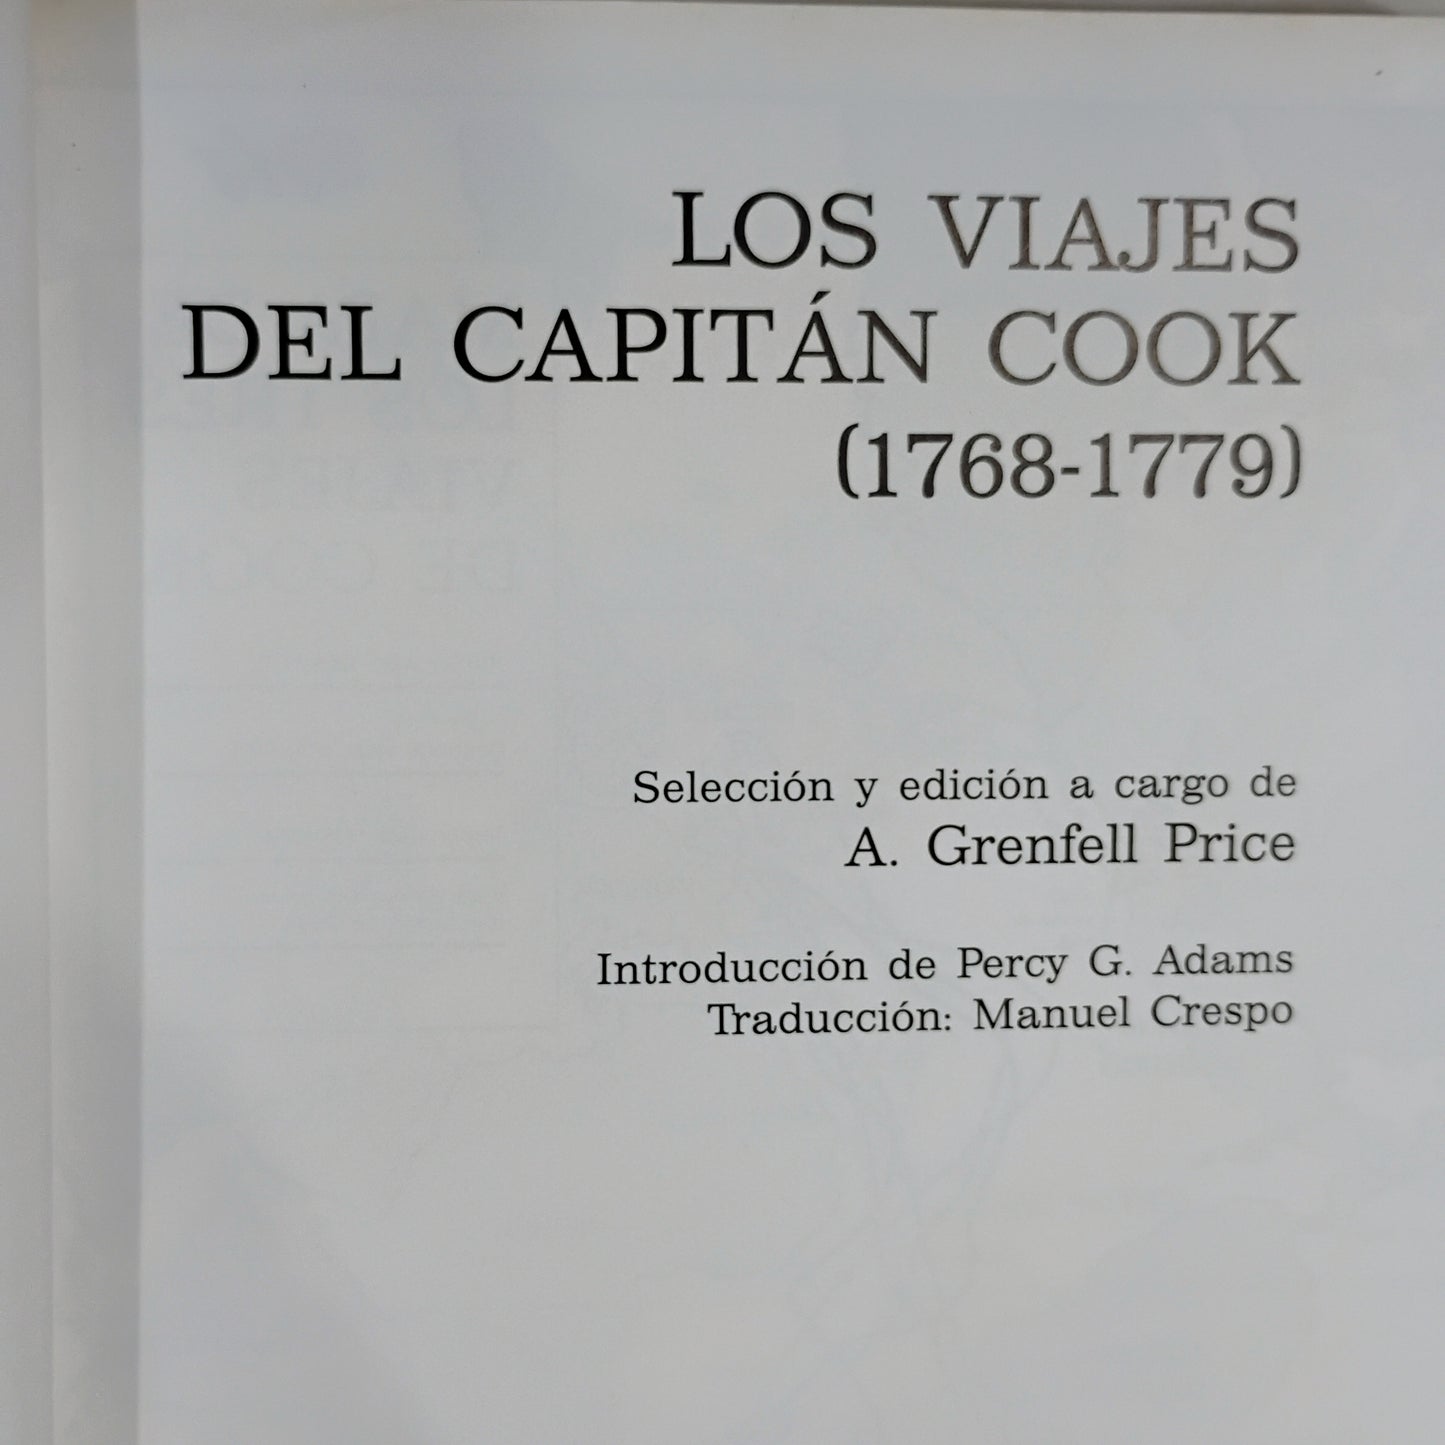 LOS VIAJES
DEL CAPITÁN COOK
(1768-1779)
Selección y edición a cargo de
A. Grenfell Price
Introducción de Percy G. Adams
Traducción: Manuel Crespo